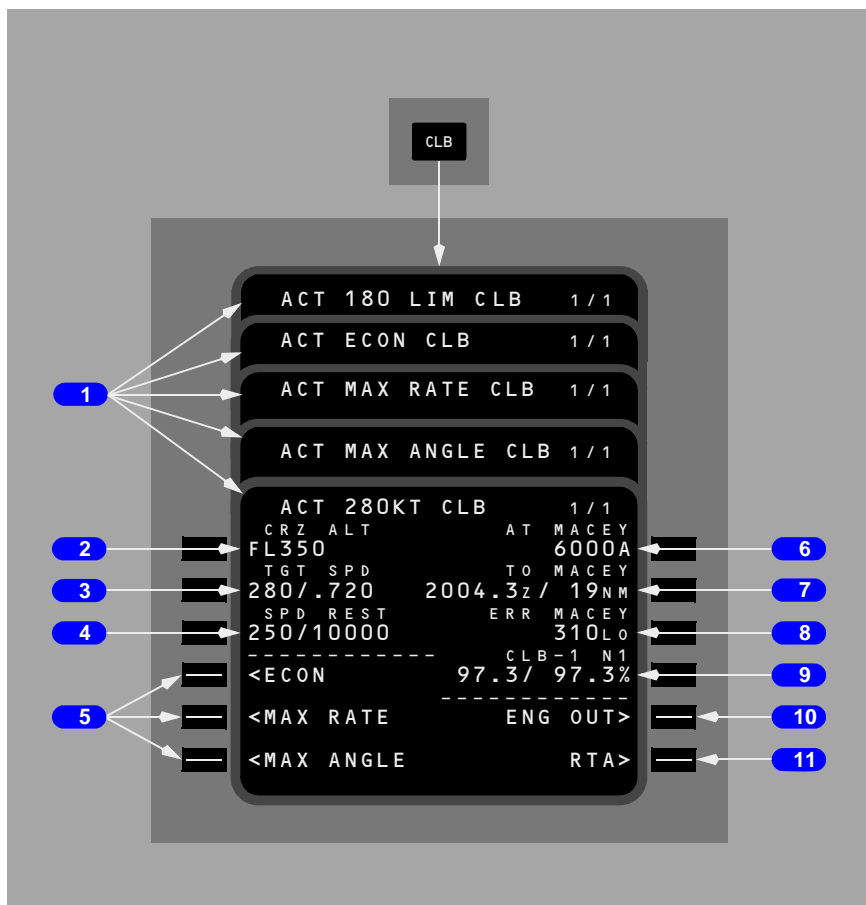 CLB
ACT 180 LIM CLB 1/1
ACT ECON CLB 1/1
1 ACT MAX RATE CLB 1/1
ACT MAX ANGLE CLB 1/1
ACT 280KT CLB 1/1
CRZ ALT AT MACEY
2 FL350 6000A 6
TGT SPD TO MACEY
3 280/.720 2004.3Z/ 19NM 7
SPD REST ERR MACEY
4 250/10000 310LO 8
------------ CLB-1 N1
<ECON 97.3/ 97.3% 9
------------
5 <MAX RATE ENG OUT> 10
<MAX ANGLE RTA> 11